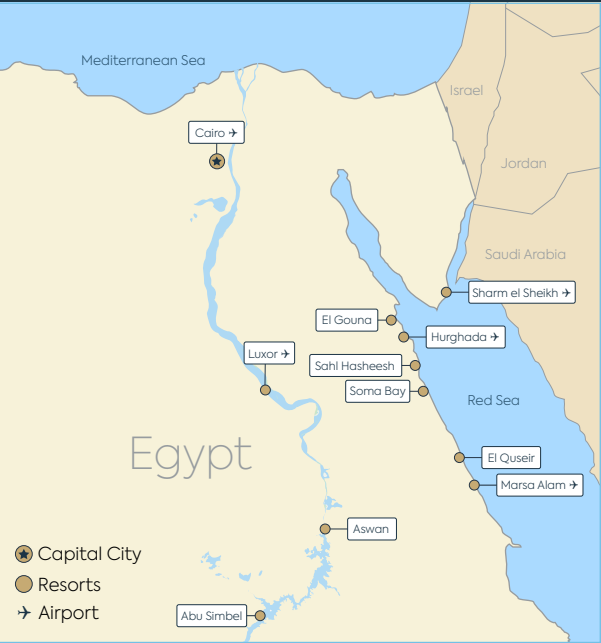 Mediterranean Sea
Israel
Cairo ✈
Jordan
Saudi Arabia
Sharm el Sheikh ✈
El Gouna
Hurghada ✈
Luxor ✈
Sahl Hasheesh
Soma Bay
Red Sea
Egypt
El Quseir
Marsa Alam ✈
Aswan
Capital City
Resorts
✈ Airport
Abu Simbel